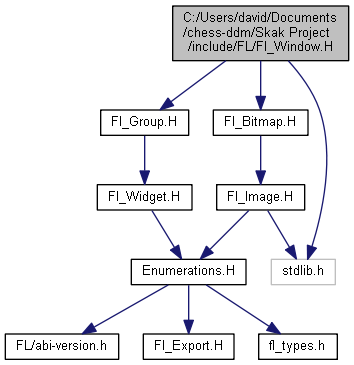 C:/Users/david/Documents
/chess-ddm/Skak Project
/include/FL/Fl_Window.H
Fl_Group.H
Fl_Bitmap.H
Fl_Widget.H
Fl_Image.H
Enumerations.H
stdlib.h
FL/abi-version.h
Fl_Export.H
fl_types.h